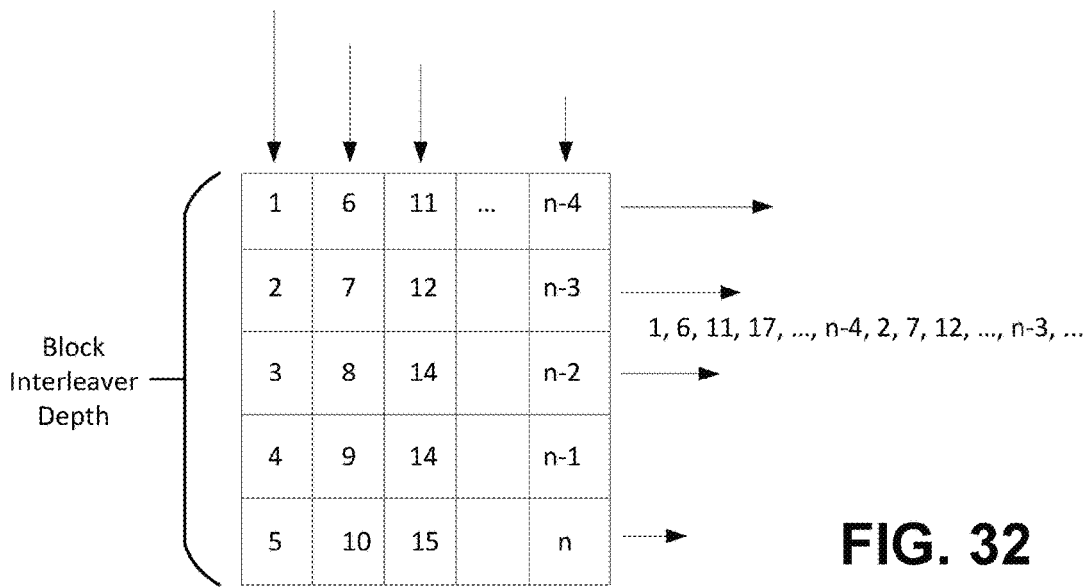 1 6 11 ... n-4
2 7 12 n-3
1, 6, 11, 17, ..., n-4, 2, 7, 12, ..., n-3, ...
Block
Interleaver
Depth
3 8 14 n-2
4 9 14 n-1
5 10 15 n
FIG. 32